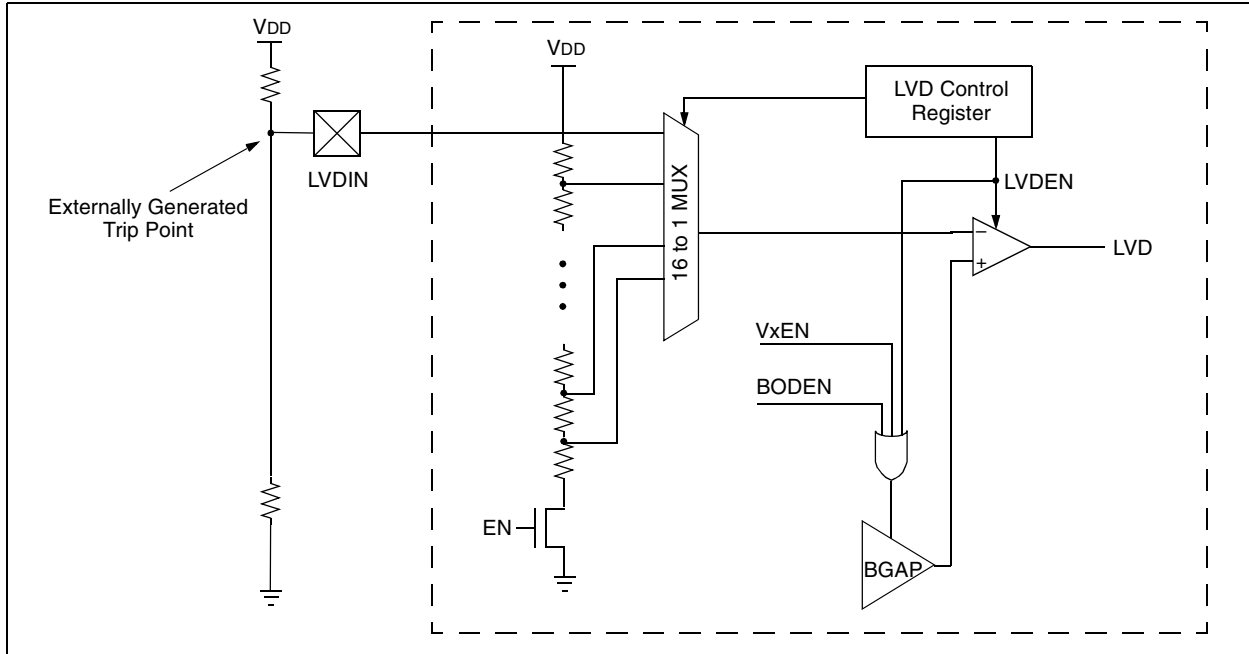 VDD
VDD
LVD Control
Register
LVDIN
16 to 1 MUX
LVDEN
Externally Generated
Trip Point
–
+
LVD
VxEN
BODEN
EN
BGAP